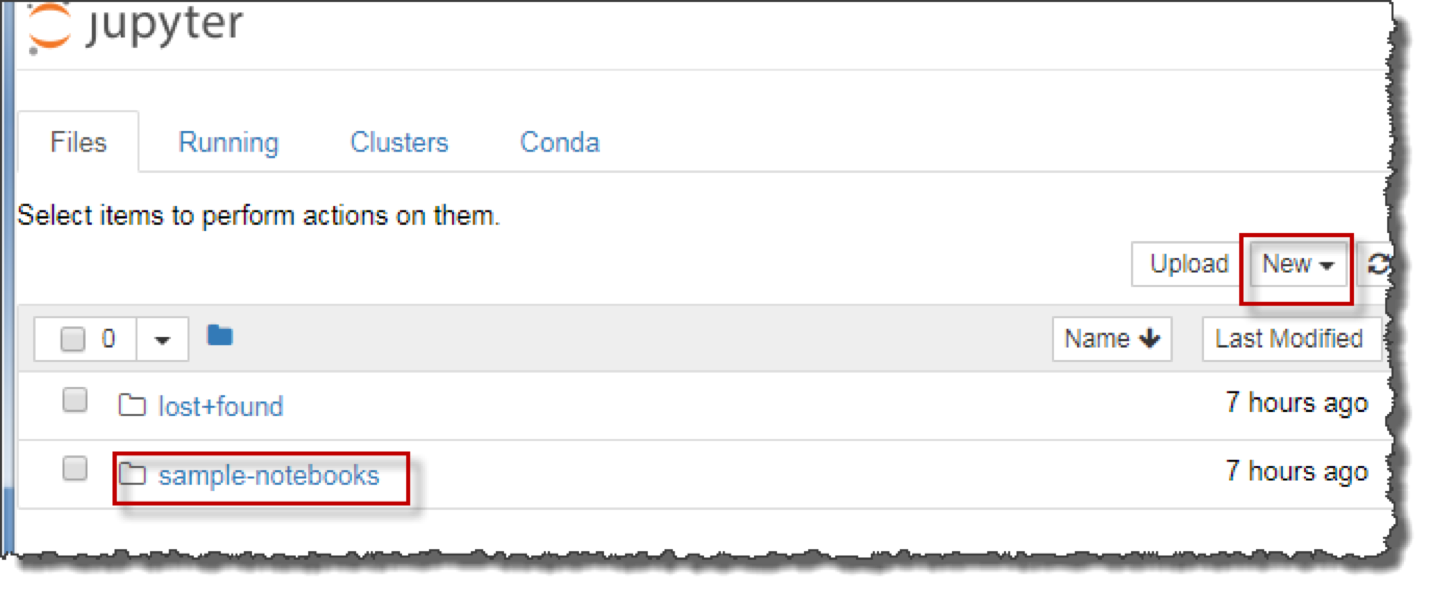 jupyter
Files Running Clusters Conda
Select items to perform actions on them.
Upload New
0 Name Last Modified
lost+found 7 hours ago
sample-notebooks 7 hours ago